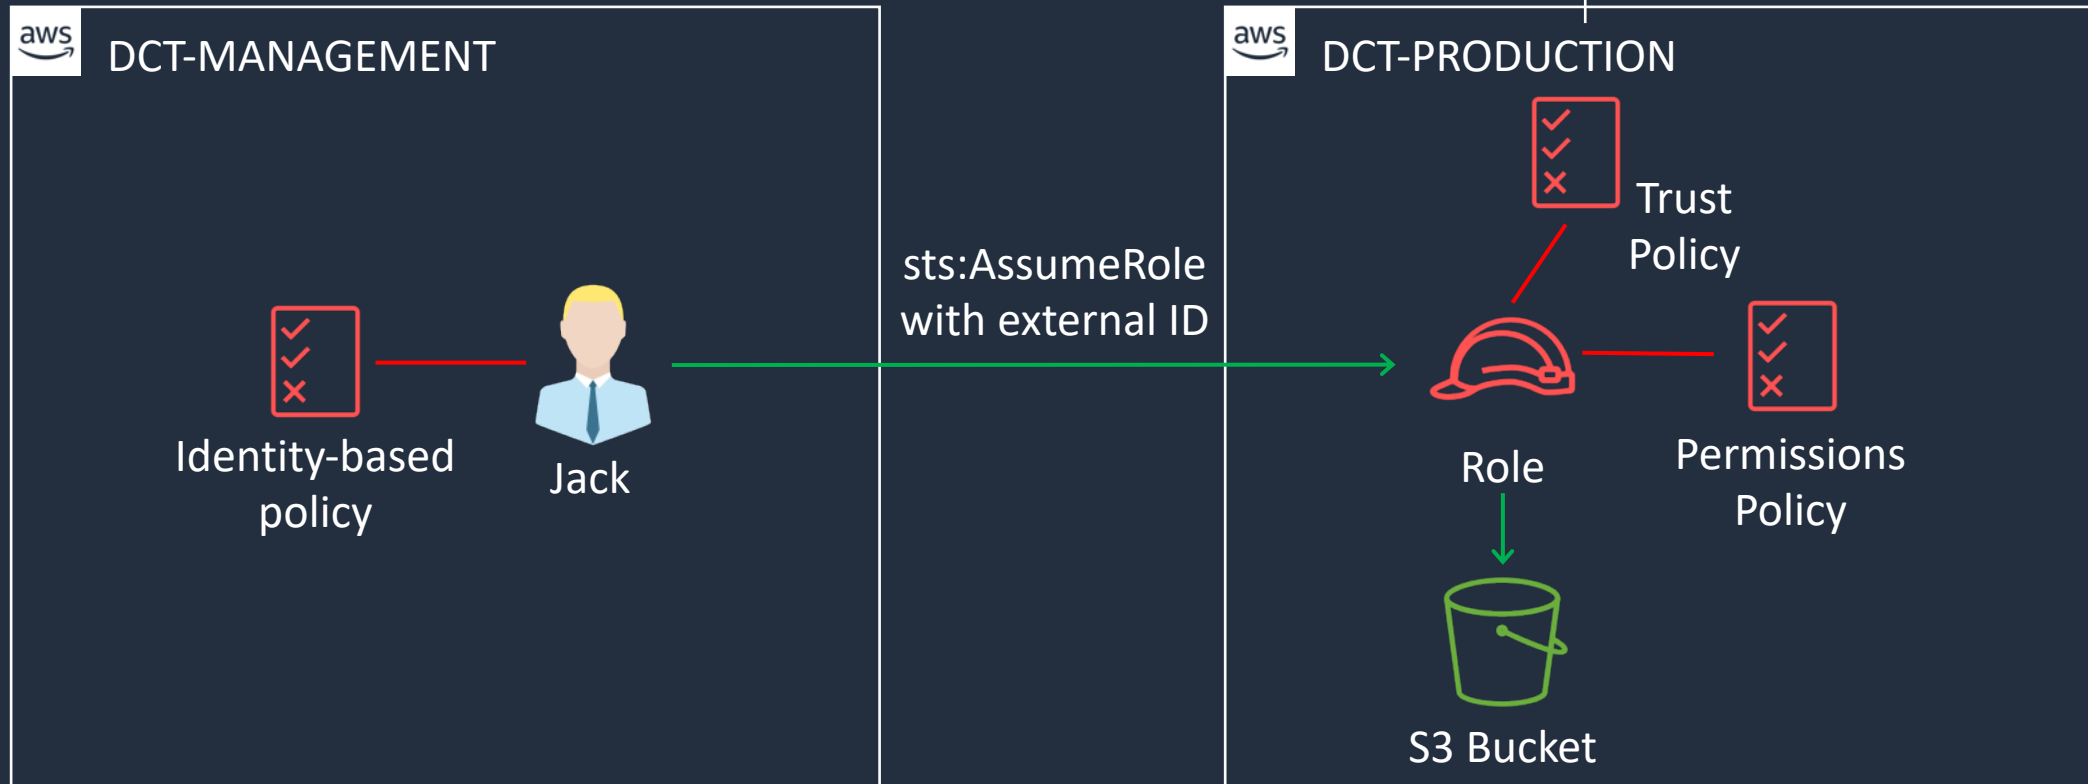 aws
DCT-MANAGEMENT
aws
DCT-PRODUCTION
Trust
Policy
sts:AssumeRole
with external ID
Identity-based
policy
Jack
Role
Permissions
Policy
S3 Bucket